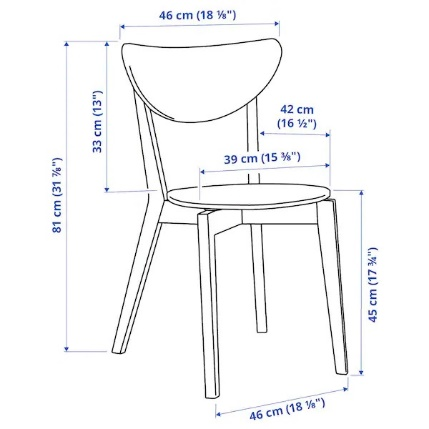 46 cm (18 ⅛")
33 cm (13")
42 cm
(16 ½")
39 cm (15 ⅜")
81 cm (31 ⅞")
45 cm (17 ¾")
46 cm (18 ⅛")